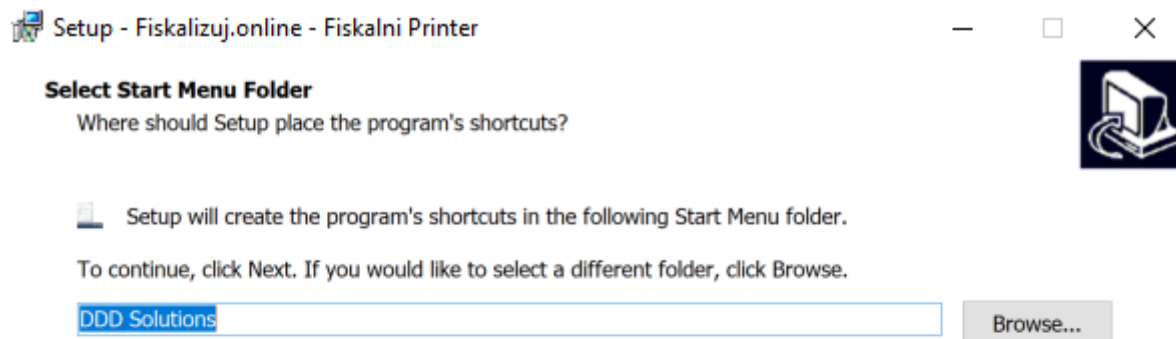 Setup - Fiskalizuj.online - Fiskalni Printer
Select Start Menu Folder
Where should Setup place the program's shortcuts?
Setup will create the program's shortcuts in the following Start Menu folder.
To continue, click Next. If you would like to select a different folder, click Browse.
DDD Solutions
Browse...